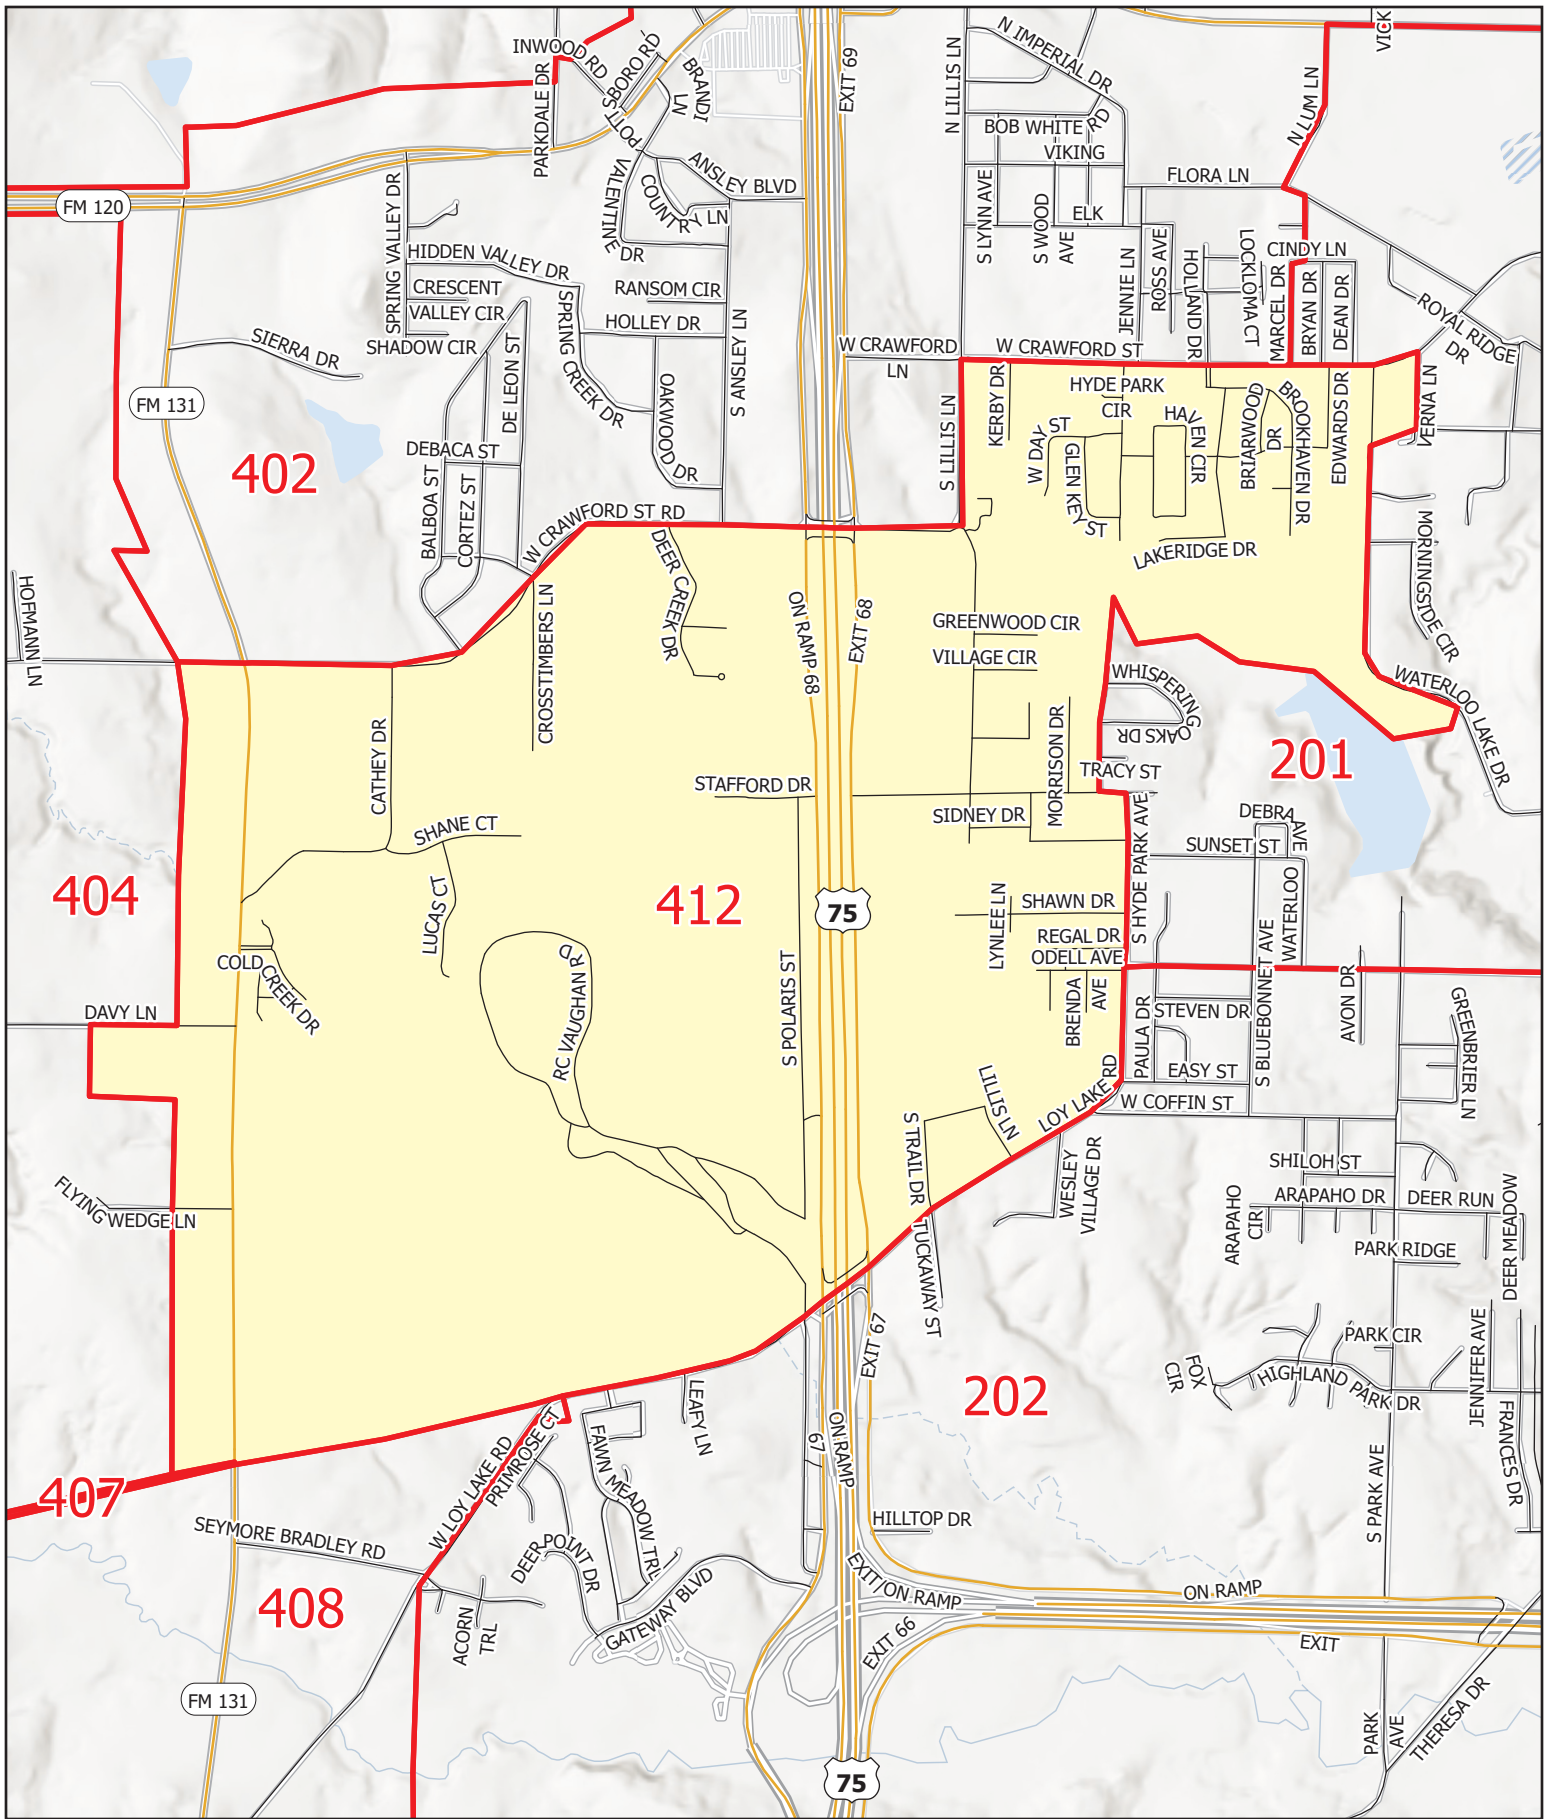 INWOOD RD
SBORO RD
POTT
BRANDI
LN
PARKDALE DR
EXIT 69
N LILLIS LN
N IMPERIAL DR
VICK
N LUM LN
BOB WHITE
RD
VIKING
FLORA LN
FM 120
SPRING VALLEY DR
VALENTINE
DR
COUNTR
Y LN
ANSLEY BLVD
S LYNN AVE
S WOOD
AVE
ELK
JENNIE LN
ROSS AVE
HOLLAND DR
LOCKLOMA CT
CINDY LN
MARCEL DR
BRYAN DR
DEAN DR
ROYAL RIDGE
DR
HIDDEN VALLEY DR
CRESCENT
VALLEY CIR
SHADOW CIR
SIERRA DR
RANSOM CIR
HOLLEY DR
SPRING CREEK DR
S ANSLEY LN
W CRAWFORD
LN
W CRAWFORD ST
FM 131
DE LEON ST
OAKWOOD DR
S LILLIS LN
KERBY DR
HYDE PARK
CIR
HAVEN CIR
BRIARWOOD
DR
BROOKHAVEN DR
EDWARDS DR
VERNA LN
402
DEBACA ST
BALBOA ST
CORTEZ ST
W DAY ST
GLEN KEY ST
LAKERIDGE DR
MORNINGSIDE CIR
W CRAWFORD ST RD
DEER CREEK DR
CROSSTIMBERS LN
HOFMANN LN
ON RAMP 68
EXIT 68
GREENWOOD CIR
VILLAGE CIR
WHISPERING
OAKS DR
WATERLOO LAKE DR
201
CATHEY DR
MORRISON DR
TRACY ST
STAFFORD DR
SIDNEY DR
S HYDE PARK AVE
DEBRA
AVE
SUNSET ST
SHANE CT
LUCAS CT
404
412
75
LYNLEE LN
SHAWN DR
REGAL DR
ODELL AVE
WATERLOO
S BLUEBONNET AVE
COLD
CREEK DR
RC VAUGHAN RD
S POLARIS ST
BRENDA
AVE
PAULA DR
STEVEN DR
AVON DR
GREENBRIER LN
DAVY LN
EASY ST
W COFFIN ST
LILLIS LN
LOY LAKE RD
S TRAIL DR
WESLEY
VILLAGE DR
SHILOH ST
ARAPAHO DR
DEER RUN
ARAPAHO
CIR
DEER MEADOW
PARK RIDGE
FLYING WEDGE LN
TUCKAWAY ST
EXIT 67
PARK CIR
FOX
CIR
HIGHLAND PARK DR
JENNIFER AVE
FRANCES DR
202
LEAFY LN
67
ON RAMP
S PARK AVE
407
W LOY LAKE RD
PRIMROSE CT
FAWN MEADOW TRL
SEYMORE BRADLEY RD
DEER POINT DR
HILLTOP DR
408
ACORN
TRL
GATEWAY BLVD
EXIT/ON RAMP
EXIT 66
ON RAMP
EXIT
FM 131
PARK
AVE
THERESA DR
75